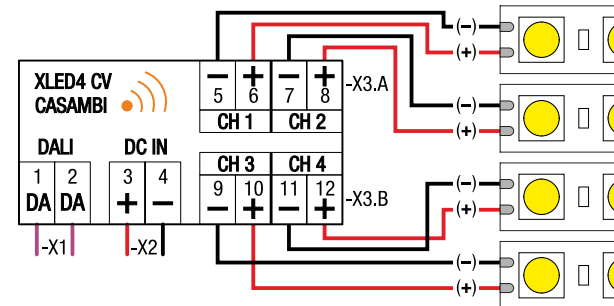 XLED4 CV
CASAMBI
DALI DC IN
1 2 3 4
DA DA + −
-X1 -X2
− + − +
5 6 7 8
-X3.A
CH 1 CH 2
CH 3 CH 4
9 10 11 12
− + − +
-X3.B
(−)
(+)
(−)
(+)
(−)
(+)
(−)
(+)